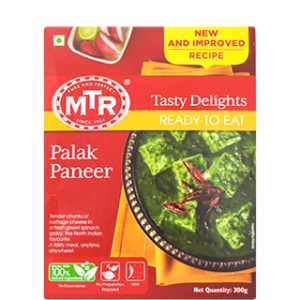 NEW
AND IMPROVED
RECIPE
PURE AND PERFECT
MTR
SINCE 1924
Tasty Delights
READY TO EAT
Palak
Paneer
Tender chunks of
cottage cheese in
a fresh green spinach
gravy, the North Indian
favourite.
A tasty meal, anytime,
anywhere!
100%
Natural
No Preservatives
No Preparation
Required
Mild
Net Quantity: 300g